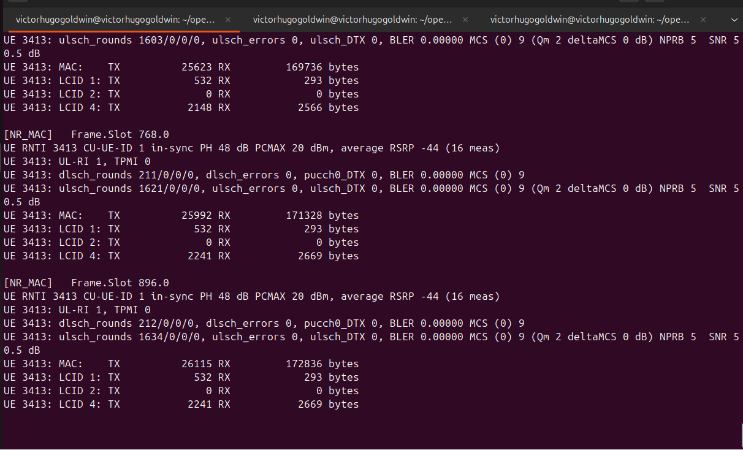 victorhugogoldwin@victorhugogoldwin: ~/ope... × victorhugogoldwin@victorhugogoldwin: ~/ope... × victorhugogoldwin@victorhugogoldwin: ~/ope... ×
UE 3413: ulsch_rounds 1603/0/0/0, ulsch_errors 0, ulsch_DTX 0, BLER 0.00000 MCS (0) 9 (Qm 2 deltaMCS 0 dB) NPRB 5 SNR 5
0.5 dB
UE 3413: MAC: TX 25623 RX 169736 bytes
UE 3413: LCID 1: TX 532 RX 293 bytes
UE 3413: LCID 2: TX 0 RX 0 bytes
UE 3413: LCID 4: TX 2148 RX 2566 bytes
[NR_MAC] Frame.Slot 768.0
UE RNTI 3413 CU-UE-ID 1 in-sync PH 48 dB PCMAX 20 dBm, average RSRP -44 (16 meas)
UE 3413: UL-RI 1, TPMI 0
UE 3413: dlsch_rounds 211/0/0/0, dlsch_errors 0, pucch0_DTX 0, BLER 0.00000 MCS (0) 9
UE 3413: ulsch_rounds 1621/0/0/0, ulsch_errors 0, ulsch_DTX 0, BLER 0.00000 MCS (0) 9 (Qm 2 deltaMCS 0 dB) NPRB 5 SNR 5
0.5 dB
UE 3413: MAC: TX 25992 RX 171328 bytes
UE 3413: LCID 1: TX 532 RX 293 bytes
UE 3413: LCID 2: TX 0 RX 0 bytes
UE 3413: LCID 4: TX 2241 RX 2669 bytes
[NR_MAC] Frame.Slot 896.0
UE RNTI 3413 CU-UE-ID 1 in-sync PH 48 dB PCMAX 20 dBm, average RSRP -44 (16 meas)
UE 3413: UL-RI 1, TPMI 0
UE 3413: dlsch_rounds 212/0/0/0, dlsch_errors 0, pucch0_DTX 0, BLER 0.00000 MCS (0) 9
UE 3413: ulsch_rounds 1634/0/0/0, ulsch_errors 0, ulsch_DTX 0, BLER 0.00000 MCS (0) 9 (Qm 2 deltaMCS 0 dB) NPRB 5 SNR 5
0.5 dB
UE 3413: MAC: TX 26115 RX 172836 bytes
UE 3413: LCID 1: TX 532 RX 293 bytes
UE 3413: LCID 2: TX 0 RX 0 bytes
UE 3413: LCID 4: TX 2241 RX 2669 bytes